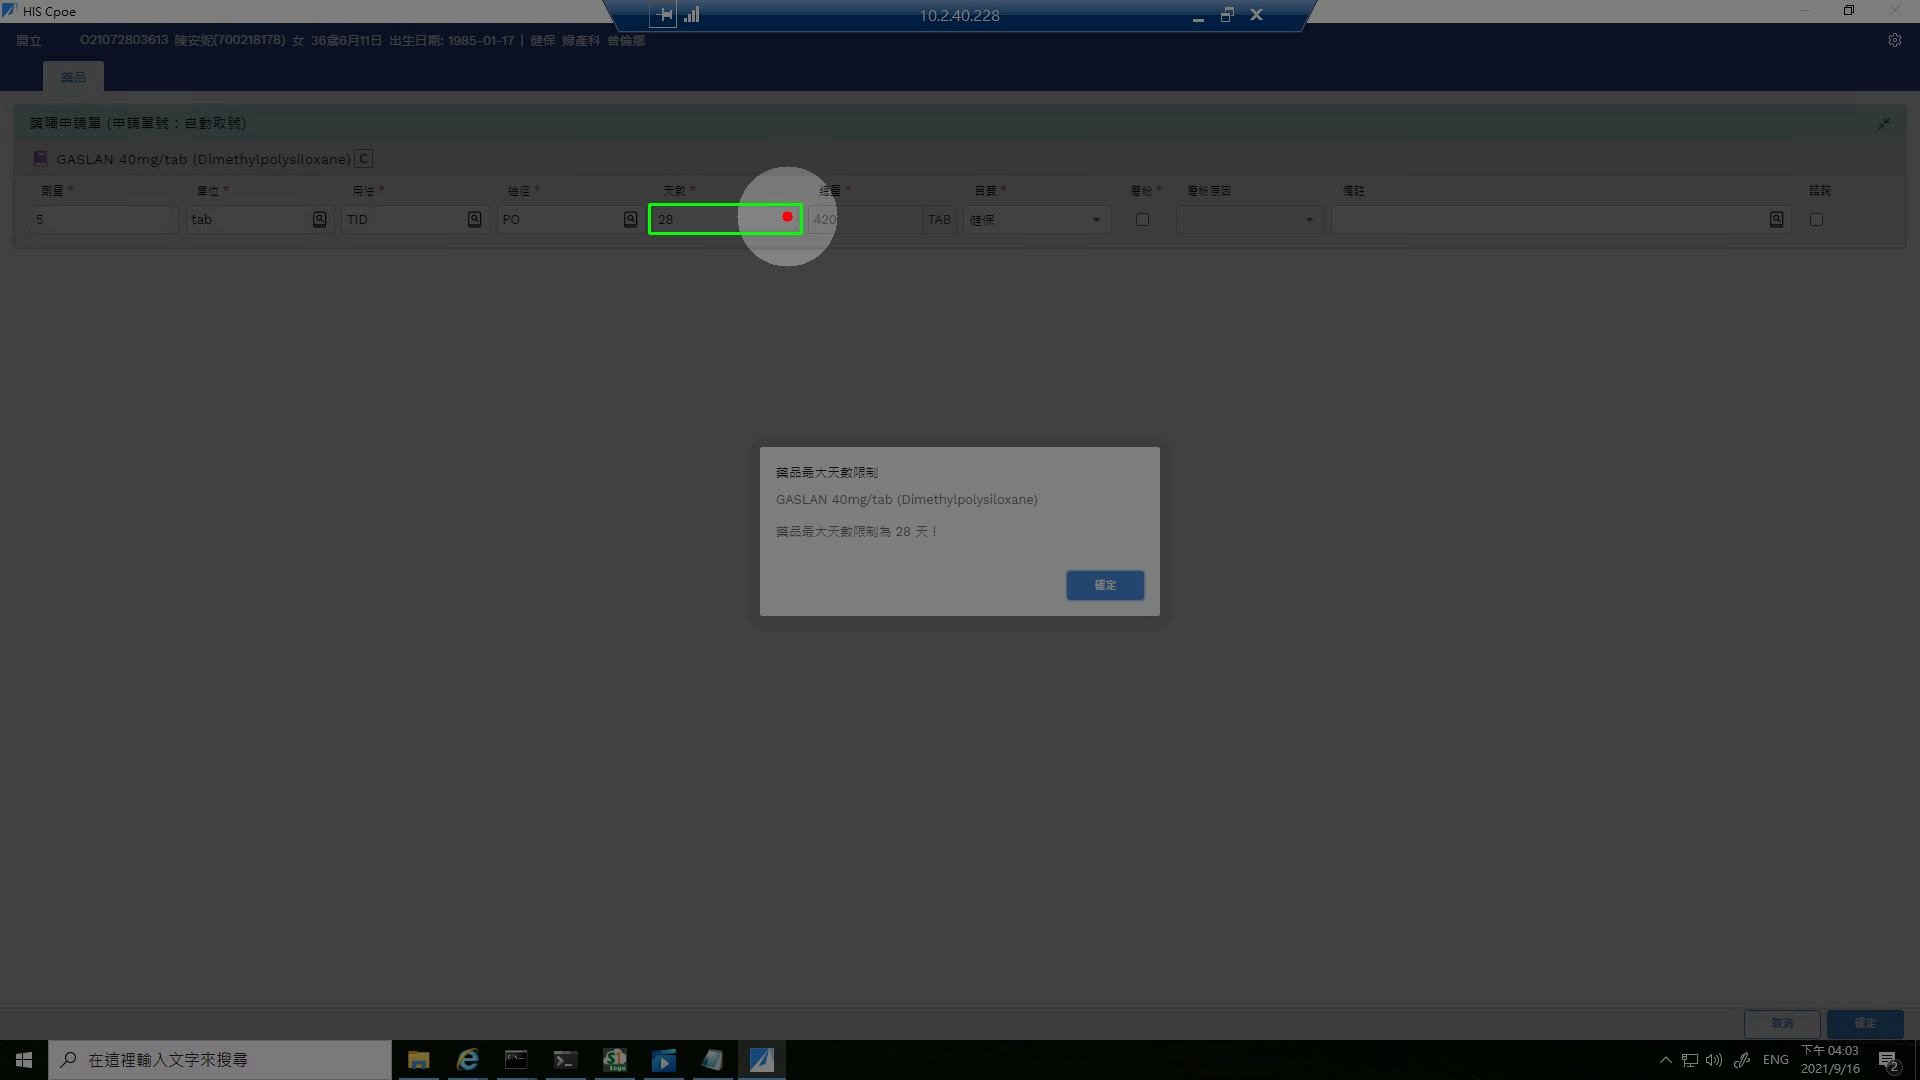 HIS Cpoe
10.2.40.228
開立 O21072803613 陳安妮(700218178) 女 36歲6月11日 出生日期: 1985-01-17 | 健保 婦產科 曾倫娜
藥品
藥囑申請單 (申請單號：自動取號)
GASLAN 40mg/tab (Dimethylpolysiloxane) C
劑量 * 單位 * 用法 * 途徑 * 天數 * 總量 * 自費 * 磨粉 * 磨粉原因 備註 諮詢
5 tab TID PO 28 420 TAB 健保
藥品最大天數限制
GASLAN 40mg/tab (Dimethylpolysiloxane)
藥品最大天數限制為 28 天！
確定
取消 確定
在這裡輸入文字來搜尋
ENG
下午 04:03
2021/9/16
2